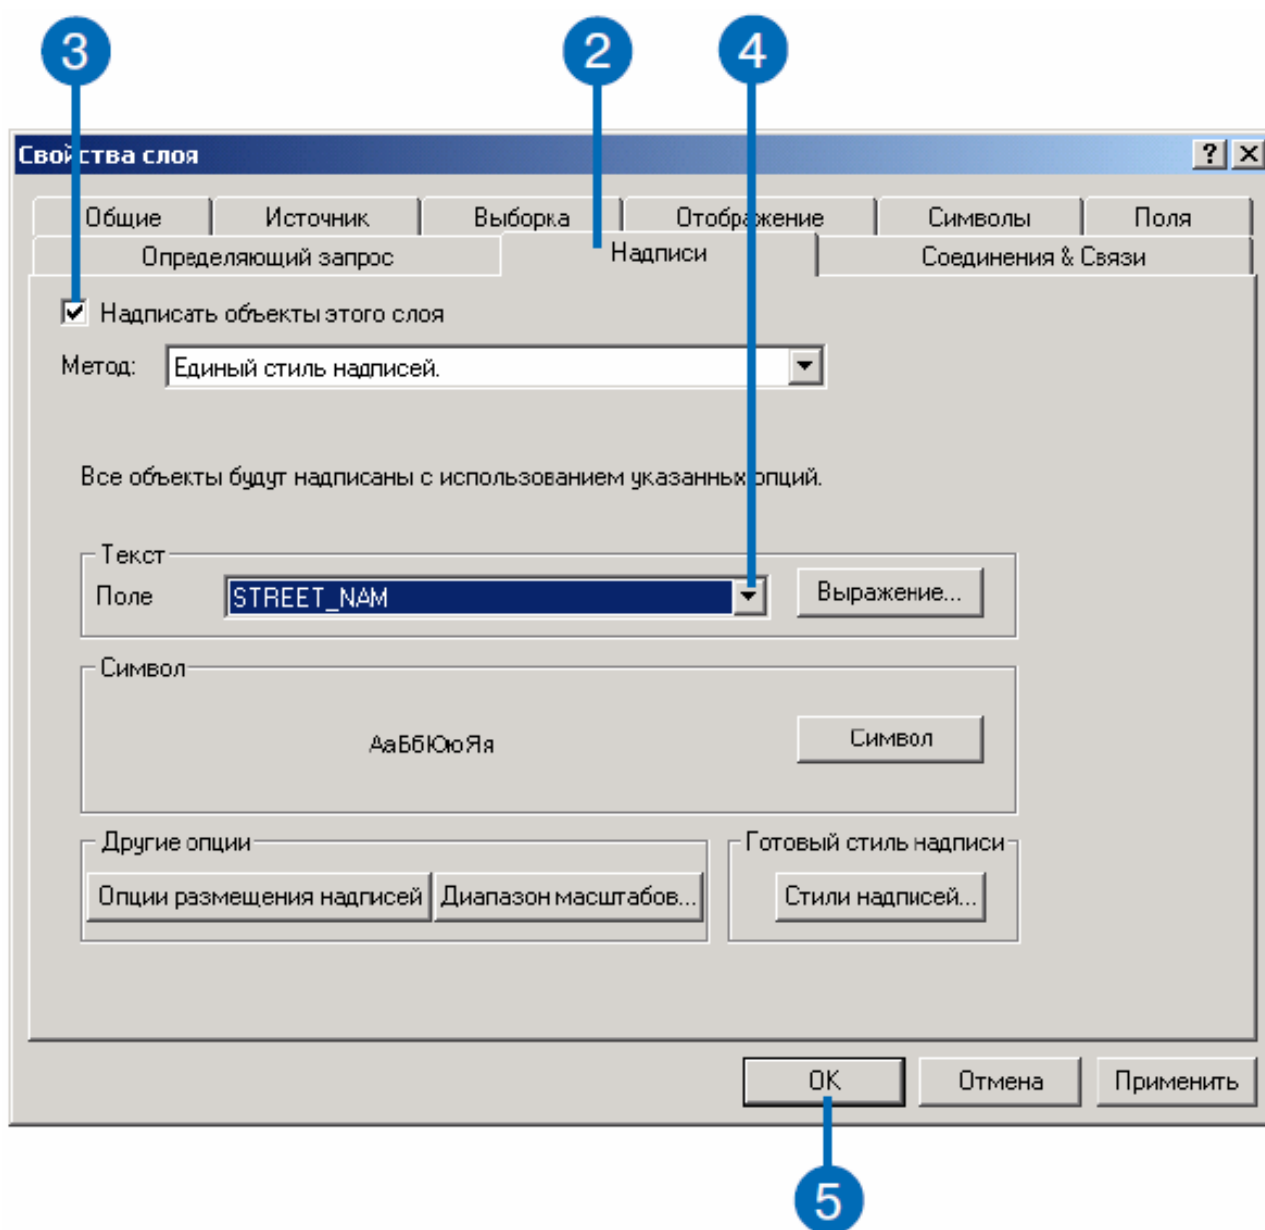 3 2 4
Свойства слоя
Общие Источник Выборка Отображение Символы Поля
Определяющий запрос Надписи Соединения & Связи
Надписать объекты этого слоя
Метод: Единый стиль надписей.
Все объекты будут надписаны с использованием указанных опций.
Текст
Поле STREET_NAM Выражение...
Символ
АаБбЮюЯя Символ
Другие опции Готовый стиль надписи
Опции размещения надписей Диапазон масштабов... Стили надписей...
OK Отмена Применить
5